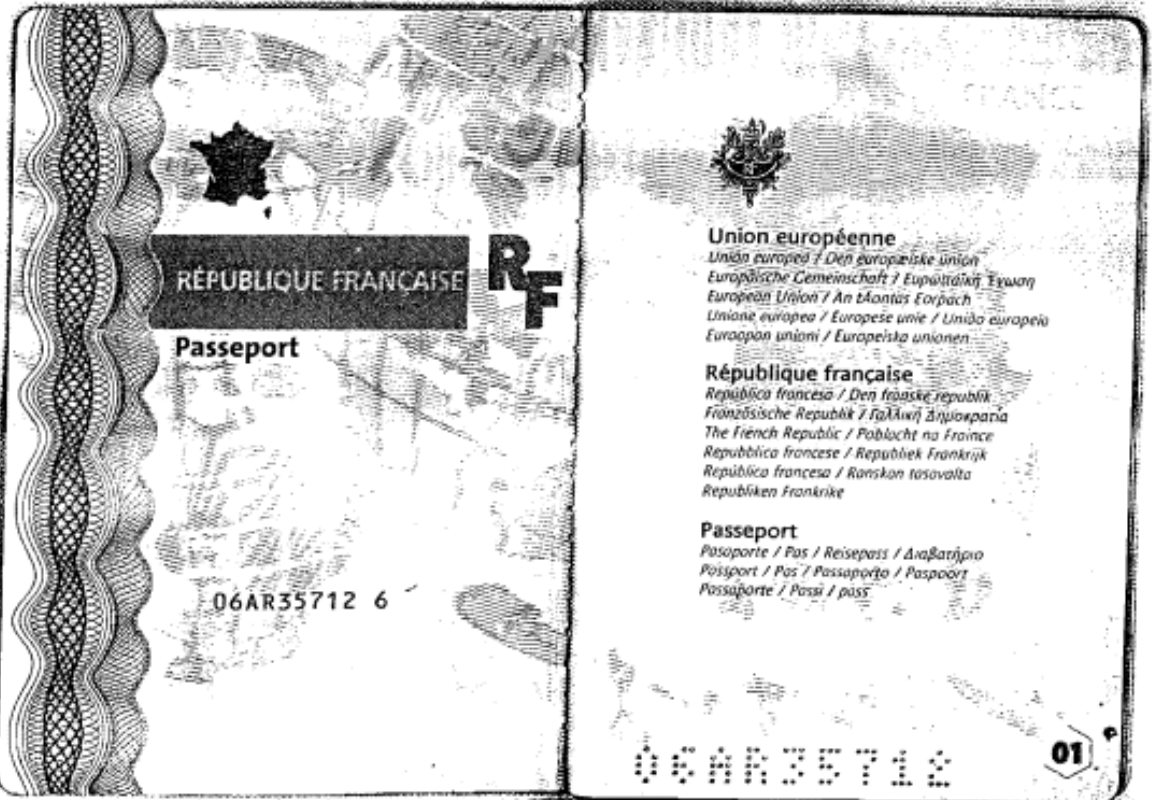 RÉPUBLIQUE FRANÇAISE
RF
Passeport
06AR35712 6
FRANCE
Union européenne
Unión europea / Den europæiske union
Europäische Gemeinschaft / Ευρωπαϊκή Ένωση
European Union / An tAontas Eorpach
Unione europea / Europese unie / União europeia
Euroopan unioni / Europeiska unionen
République française
República francesa / Den franske republik
Französische Republik / Γαλλική Δημοκρατία
The French Republic / Poblacht na Fraince
Repubblica francese / Republiek Frankrijk
República francesa / Ranskan tasavalta
Republiken Frankrike
Passeport
Pasaporte / Pas / Reisepass / Διαβατήριο
Passport / Pas / Passaporto / Paspoort
Passaporte / Passi / pass
06AR35712
01